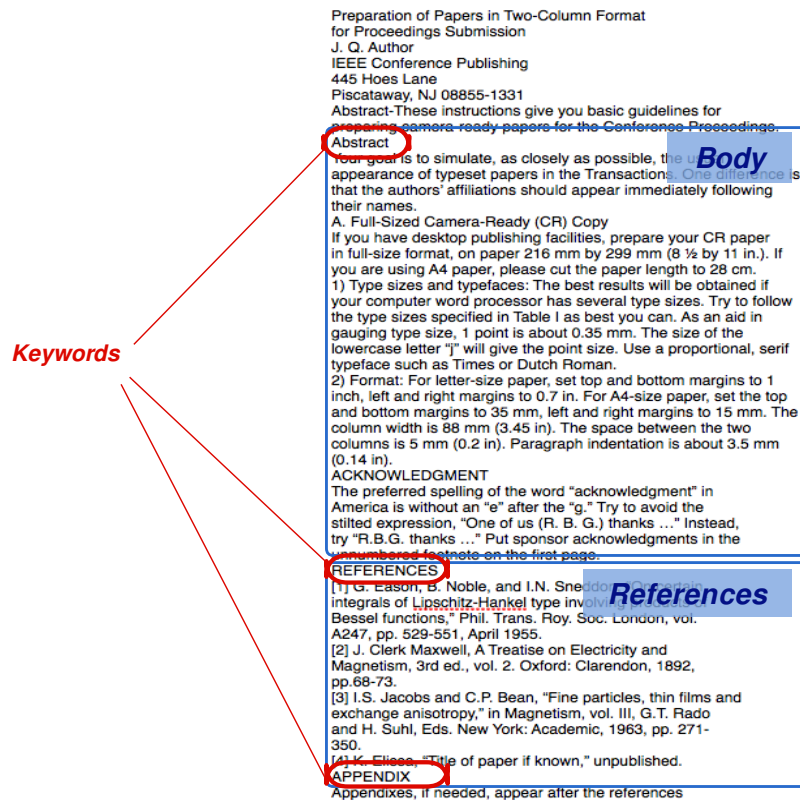 Preparation of Papers in Two-Column Format
for Proceedings Submission
J. Q. Author
IEEE Conference Publishing
445 Hoes Lane
Piscataway, NJ 08855-1331
Abstract-These instructions give you basic guidelines for
preparing camera-ready papers for the Conference Proceedings.
Abstract
Body
Your goal is to simulate, as closely as possible, the usual
appearance of typeset papers in the Transactions. One difference is
that the authors' affiliations should appear immediately following
their names.
A. Full-Sized Camera-Ready (CR) Copy
If you have desktop publishing facilities, prepare your CR paper
in full-size format, on paper 216 mm by 299 mm (8 ½ by 11 in.). If
you are using A4 paper, please cut the paper length to 28 cm.
1) Type sizes and typefaces: The best results will be obtained if
your computer word processor has several type sizes. Try to follow
the type sizes specified in Table I as best you can. As an aid in
gauging type size, 1 point is about 0.35 mm. The size of the
lowercase letter “j” will give the point size. Use a proportional, serif
typeface such as Times or Dutch Roman.
Keywords
2) Format: For letter-size paper, set top and bottom margins to 1
inch, left and right margins to 0.7 in. For A4-size paper, set the top
and bottom margins to 35 mm, left and right margins to 15 mm. The
column width is 88 mm (3.45 in). The space between the two
columns is 5 mm (0.2 in). Paragraph indentation is about 3.5 mm
(0.14 in).
ACKNOWLEDGMENT
The preferred spelling of the word “acknowledgment” in
America is without an “e” after the “g.” Try to avoid the
stilted expression, “One of us (R. B. G.) thanks …” Instead,
try “R.B.G. thanks …” Put sponsor acknowledgments in the
unnumbered footnote on the first page.
REFERENCES
References
[1] G. Eason, B. Noble, and I.N. Sneddon, “On certain
integrals of Lipschitz-Hankel type involving products of
Bessel functions,” Phil. Trans. Roy. Soc. London, vol.
A247, pp. 529-551, April 1955.
[2] J. Clerk Maxwell, A Treatise on Electricity and
Magnetism, 3rd ed., vol. 2. Oxford: Clarendon, 1892,
pp.68-73.
[3] I.S. Jacobs and C.P. Bean, “Fine particles, thin films and
exchange anisotropy,” in Magnetism, vol. III, G.T. Rado
and H. Suhl, Eds. New York: Academic, 1963, pp. 271-
350.
[4] K. Elissa, “Title of paper if known,” unpublished.
APPENDIX
Appendixes, if needed, appear after the references